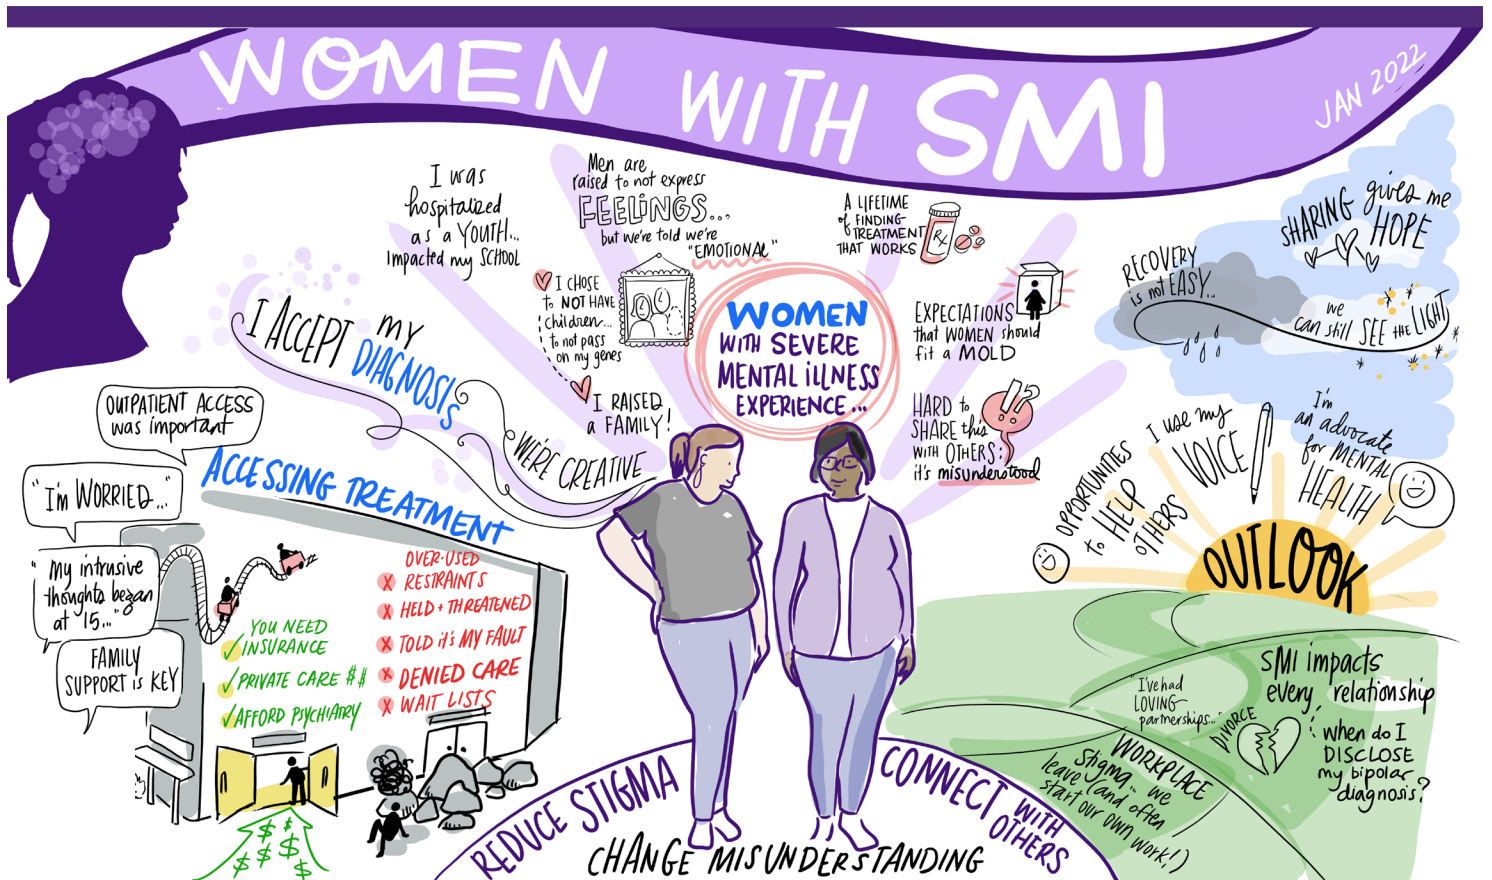 WOMEN WITH SMI
JAN 2022
I was
hospitalized
as a YOUTH...
impacted my SCHOOL
Men are
raised to not express
FEELINGS...
but we're told we're
"EMOTIONAL"
A LIFETIME
of FINDING
TREATMENT
THAT WORKS
Rx
I CHOSE
to NOT HAVE
children...
to not pass
on my genes
I RAISED
a FAMILY!
WOMEN
WITH SEVERE
MENTAL ILLNESS
EXPERIENCE...
EXPECTATIONS
that WOMEN should
fit a MOLD
HARD to
SHARE this
WITH OTHERS:
it's misunderstood
!?
SHARING gives me
HOPE
RECOVERY
is not EASY...
we
can still SEE the LIGHT
I ACCEPT my
DIAGNOSIS
WE'RE CREATIVE
OUTPATIENT ACCESS
was important
"I'm WORRIED..."
"my intrusive
thoughts began
at 15..."
FAMILY
SUPPORT is KEY
ACCESSING TREATMENT
YOU NEED
✓ INSURANCE
✓ PRIVATE CARE $$
✓ AFFORD PSYCHIATRY
OVER-USED
X RESTRAINTS
X HELD + THREATENED
X TOLD it's MY FAULT
X DENIED CARE
X WAIT LISTS
$ $
$ $ $
$ $ $
OPPORTUNITIES
to HELP
OTHERS
I use my
VOICE
I'm
an advocate
for MENTAL
HEALTH
OUTLOOK
SMI impacts
every relationship
"I've had
LOVING
partnerships..."
DIVORCE
when do I
DISCLOSE
my bipolar
diagnosis?
WORKPLACE
Stigma... we
leave (and often
start our own work!)
REDUCE STIGMA
CHANGE MISUNDERSTANDING
CONNECT WITH
OTHERS